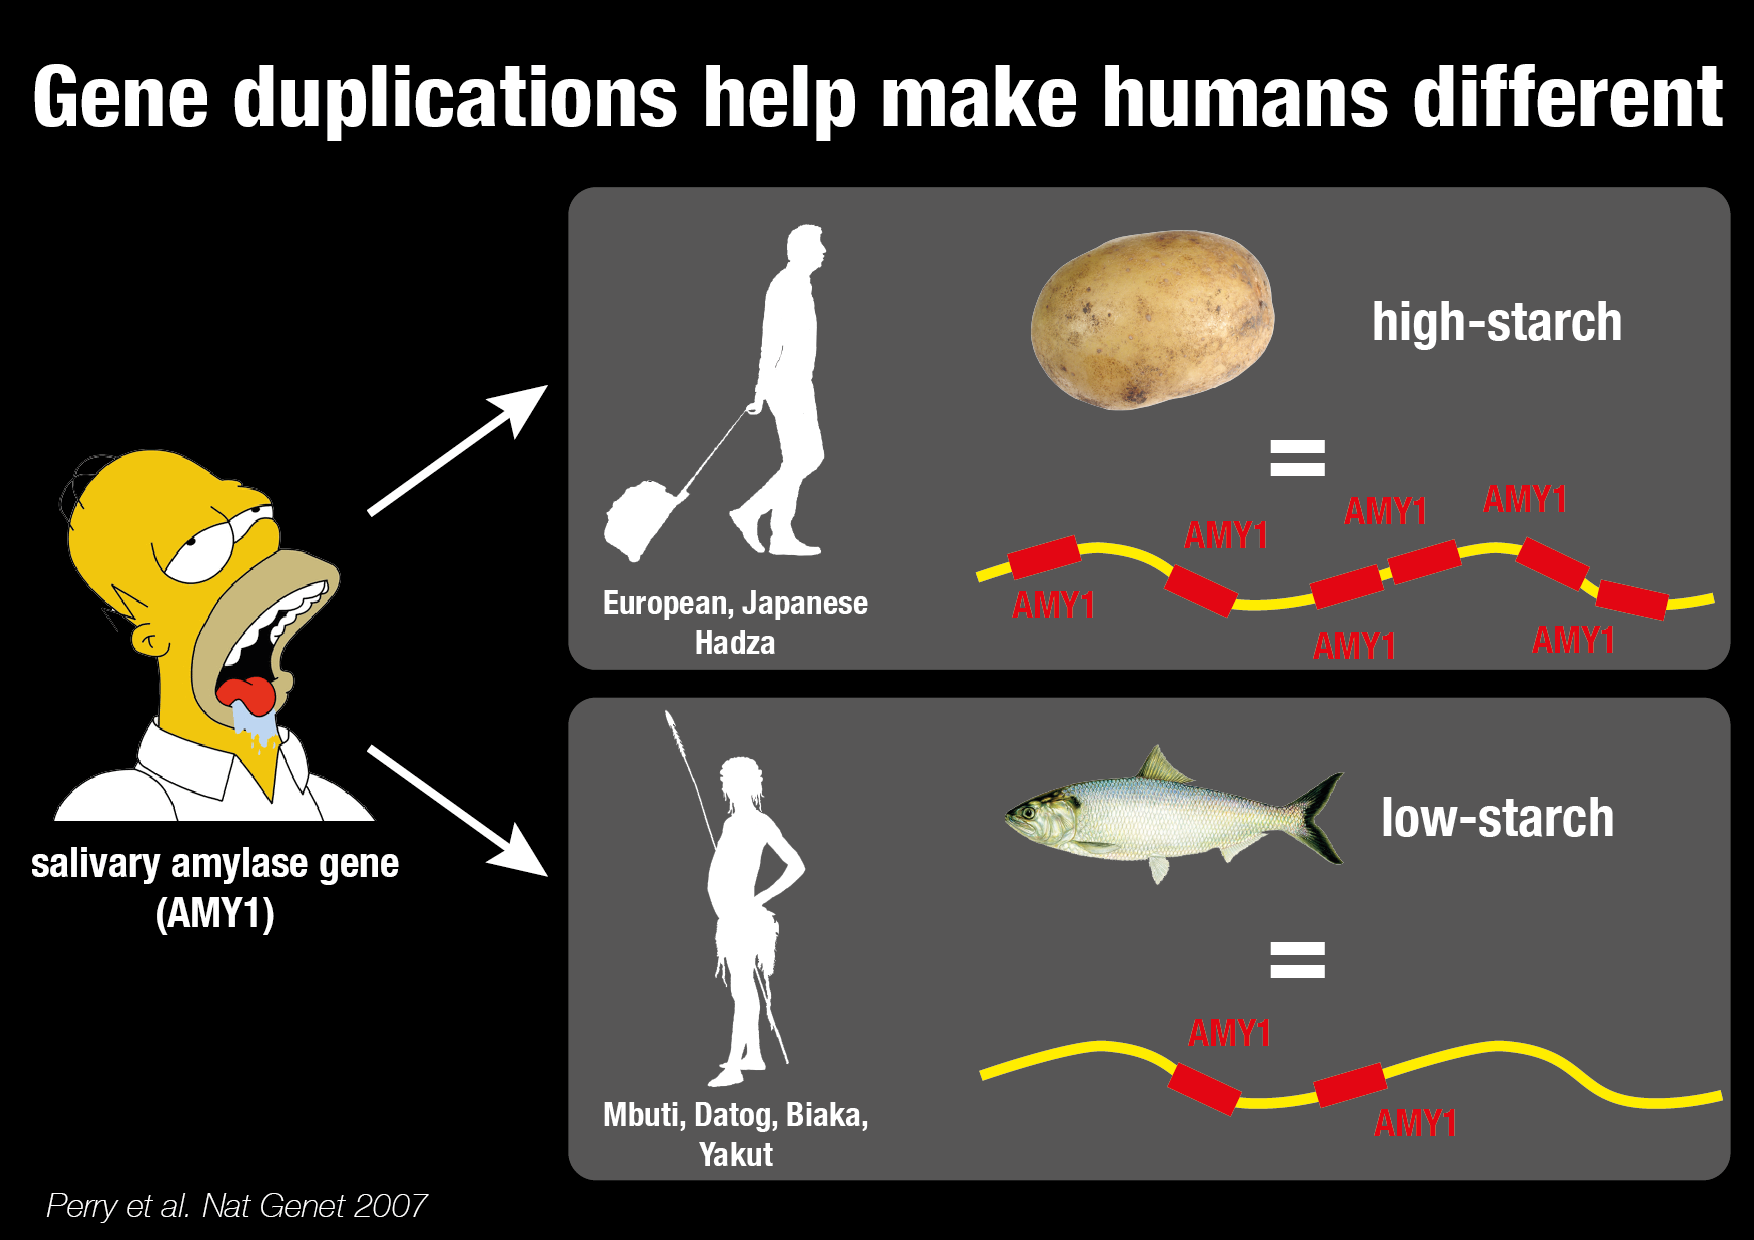 Gene duplications help make humans different
high-starch
European, Japanese
Hadza
AMY1
AMY1
AMY1
AMY1
AMY1
AMY1
salivary amylase gene
(AMY1)
low-starch
Mbuti, Datog, Biaka,
Yakut
AMY1
AMY1
Perry et al. Nat Genet 2007